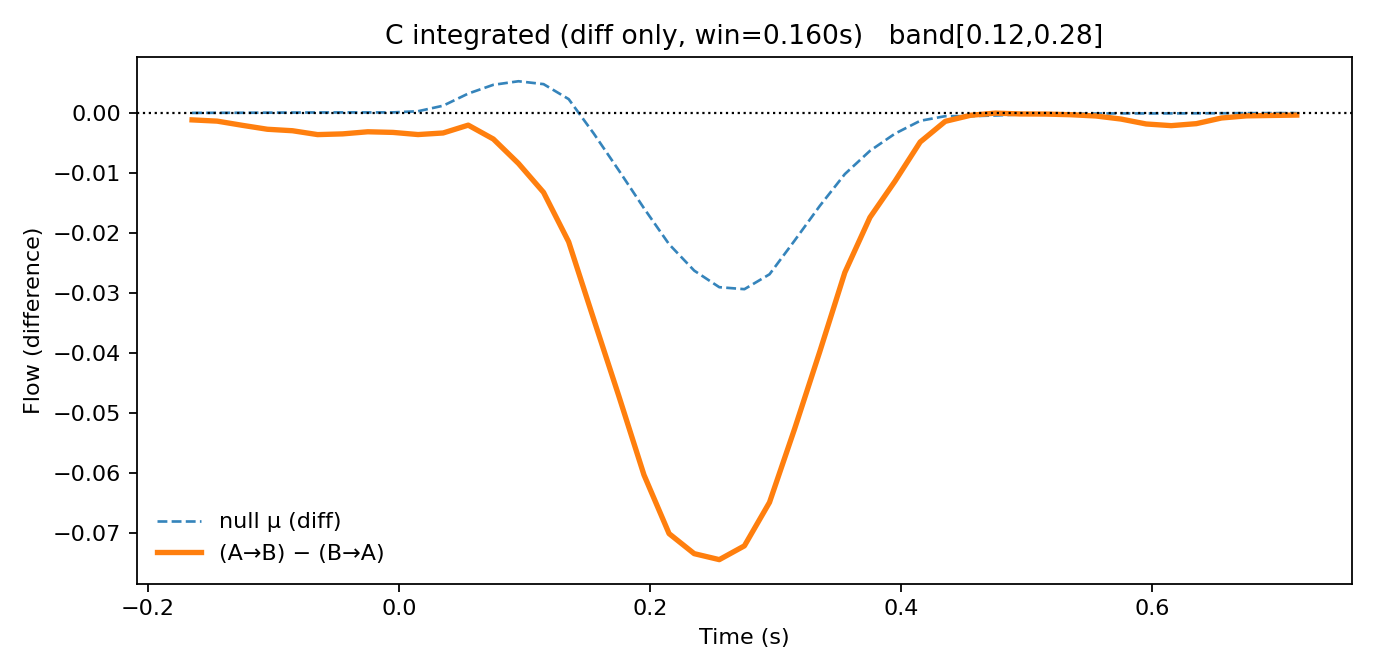 C integrated (diff only, win=0.160s)   band[0.12,0.28]
0.00
−0.01
−0.02
−0.03
−0.04
−0.05
−0.06
−0.07
Flow (difference)
null μ (diff)
(A→B) − (B→A)
−0.2
0.0
0.2
0.4
0.6
Time (s)